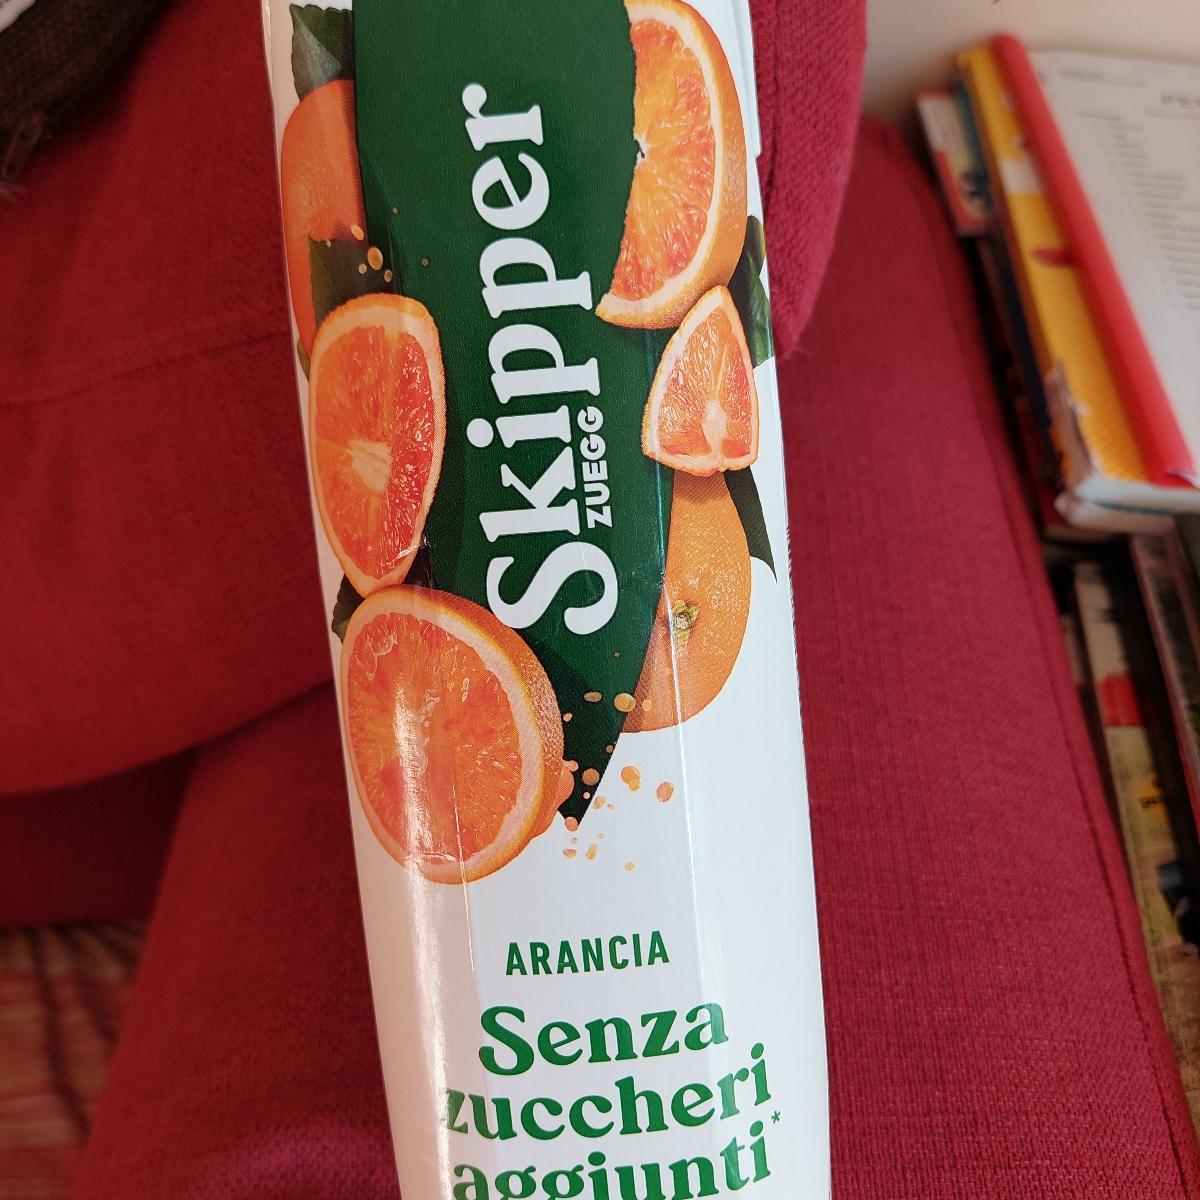 Skipper
ZUEGG
ARANCIA
Senza
zuccheri
aggiunti*